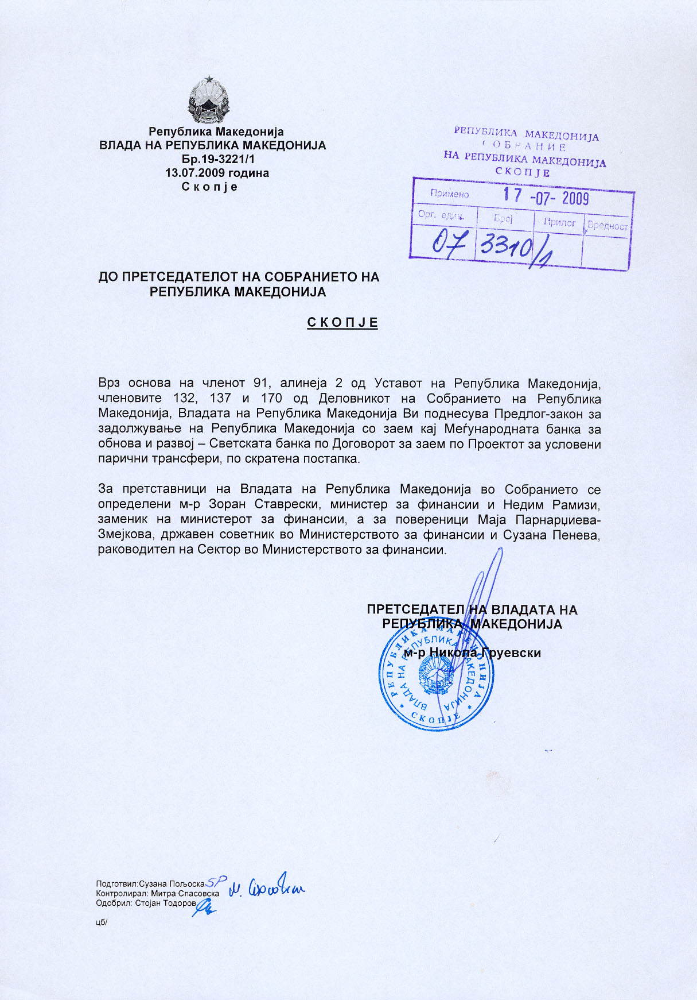 Република Македонија
ВЛАДА НА РЕПУБЛИКА МАКЕДОНИЈА
Бр.19-3221/1
13.07.2009 година
С к о п ј е
РЕПУБЛИКА МАКЕДОНИЈА
СОБРАНИЕ
НА РЕПУБЛИКА МАКЕДОНИЈА
СКОПЈЕ
Примено 17 -07- 2009
Орг. един. Број Прилог Вредност
07 3310/1
ДО ПРЕТСЕДАТЕЛОТ НА СОБРАНИЕТО НА
РЕПУБЛИКА МАКЕДОНИЈА
С К О П Ј Е
Врз основа на членот 91, алинеја 2 од Уставот на Република Македонија,
членовите 132, 137 и 170 од Деловникот на Собранието на Република
Македонија, Владата на Република Македонија Ви поднесува Предлог-закон за
задолжување на Република Македонија со заем кај Меѓународната банка за
обнова и развој – Светската банка по Договорот за заем по Проектот за условени
парични трансфери, по скратена постапка.
За претставници на Владата на Република Македонија во Собранието се
определени м-р Зоран Ставрески, министер за финансии и Недим Рамизи,
заменик на министерот за финансии, а за повереници Маја Парнарџиева-
Змејкова, државен советник во Министерството за финансии и Сузана Пенева,
раководител на Сектор во Министерството за финансии.
ПРЕТСЕДАТЕЛ НА ВЛАДАТА НА
РЕПУБЛИКА МАКЕДОНИЈА
м-р Никола Груевски
РЕПУБЛИКА МАКЕДОНИЈА
ВЛАДА НА РЕПУБЛИКА МАКЕДОНИЈА
* СКОПЈЕ *
Подготвил:Сузана Пољоска SP
Контролирал: Митра Спасовска
Одобрил: Стојан Тодоров
цб/